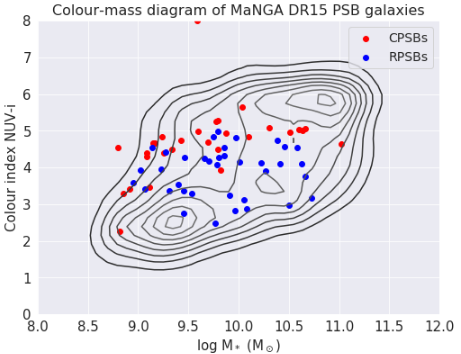 Colour-mass diagram of MaNGA DR15 PSB galaxies
CPSBs
RPSBs
Colour index NUV-i
8
7
6
5
4
3
2
1
0
8.0 8.5 9.0 9.5 10.0 10.5 11.0 11.5 12.0
log M* (M⊙)